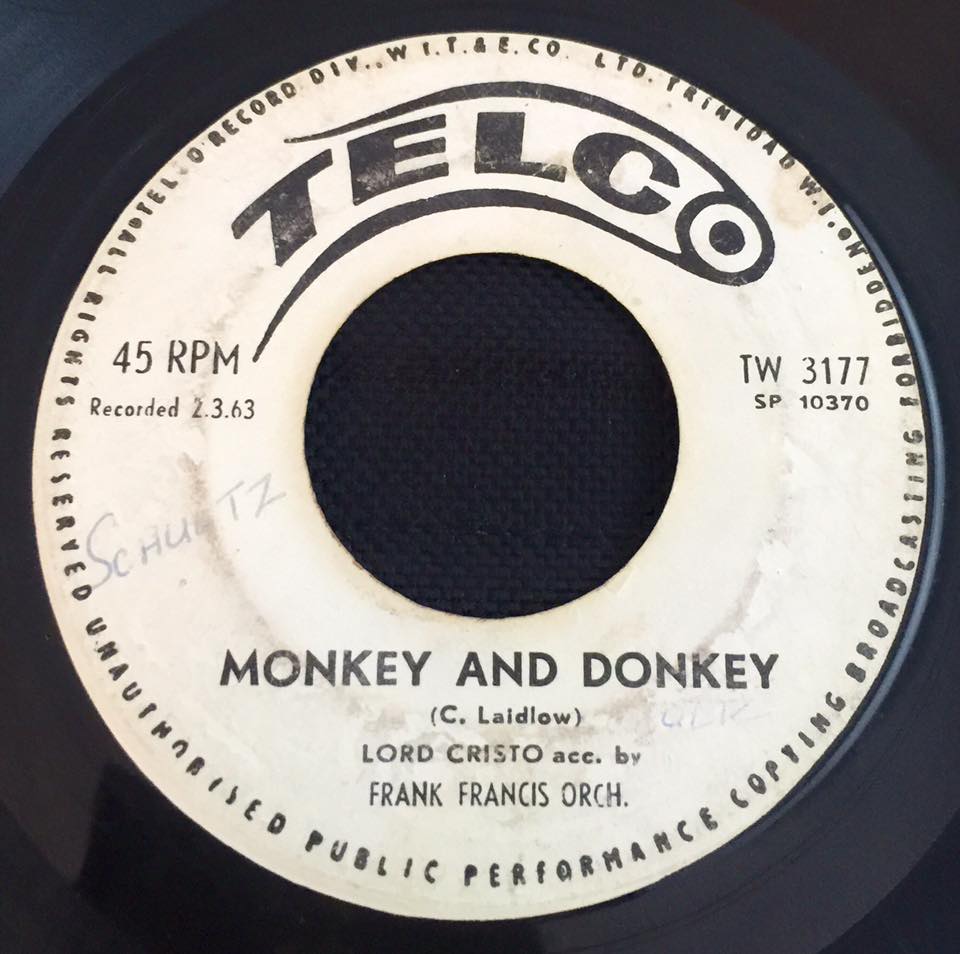 TELCO RECORD DIV., W.I.T. & E. CO. LTD. TRINIDAD W.I.
TELCO
45 RPM
Recorded 2.3.63
TW 3177
SP 10370
SCHULTZ
MONKEY AND DONKEY
(C. Laidlow)
LORD CRISTO acc. by
FRANK FRANCIS ORCH.
ALL RIGHTS RESERVED UNAUTHORISED PUBLIC PERFORMANCE COPYING BROADCASTING FORBIDDEN